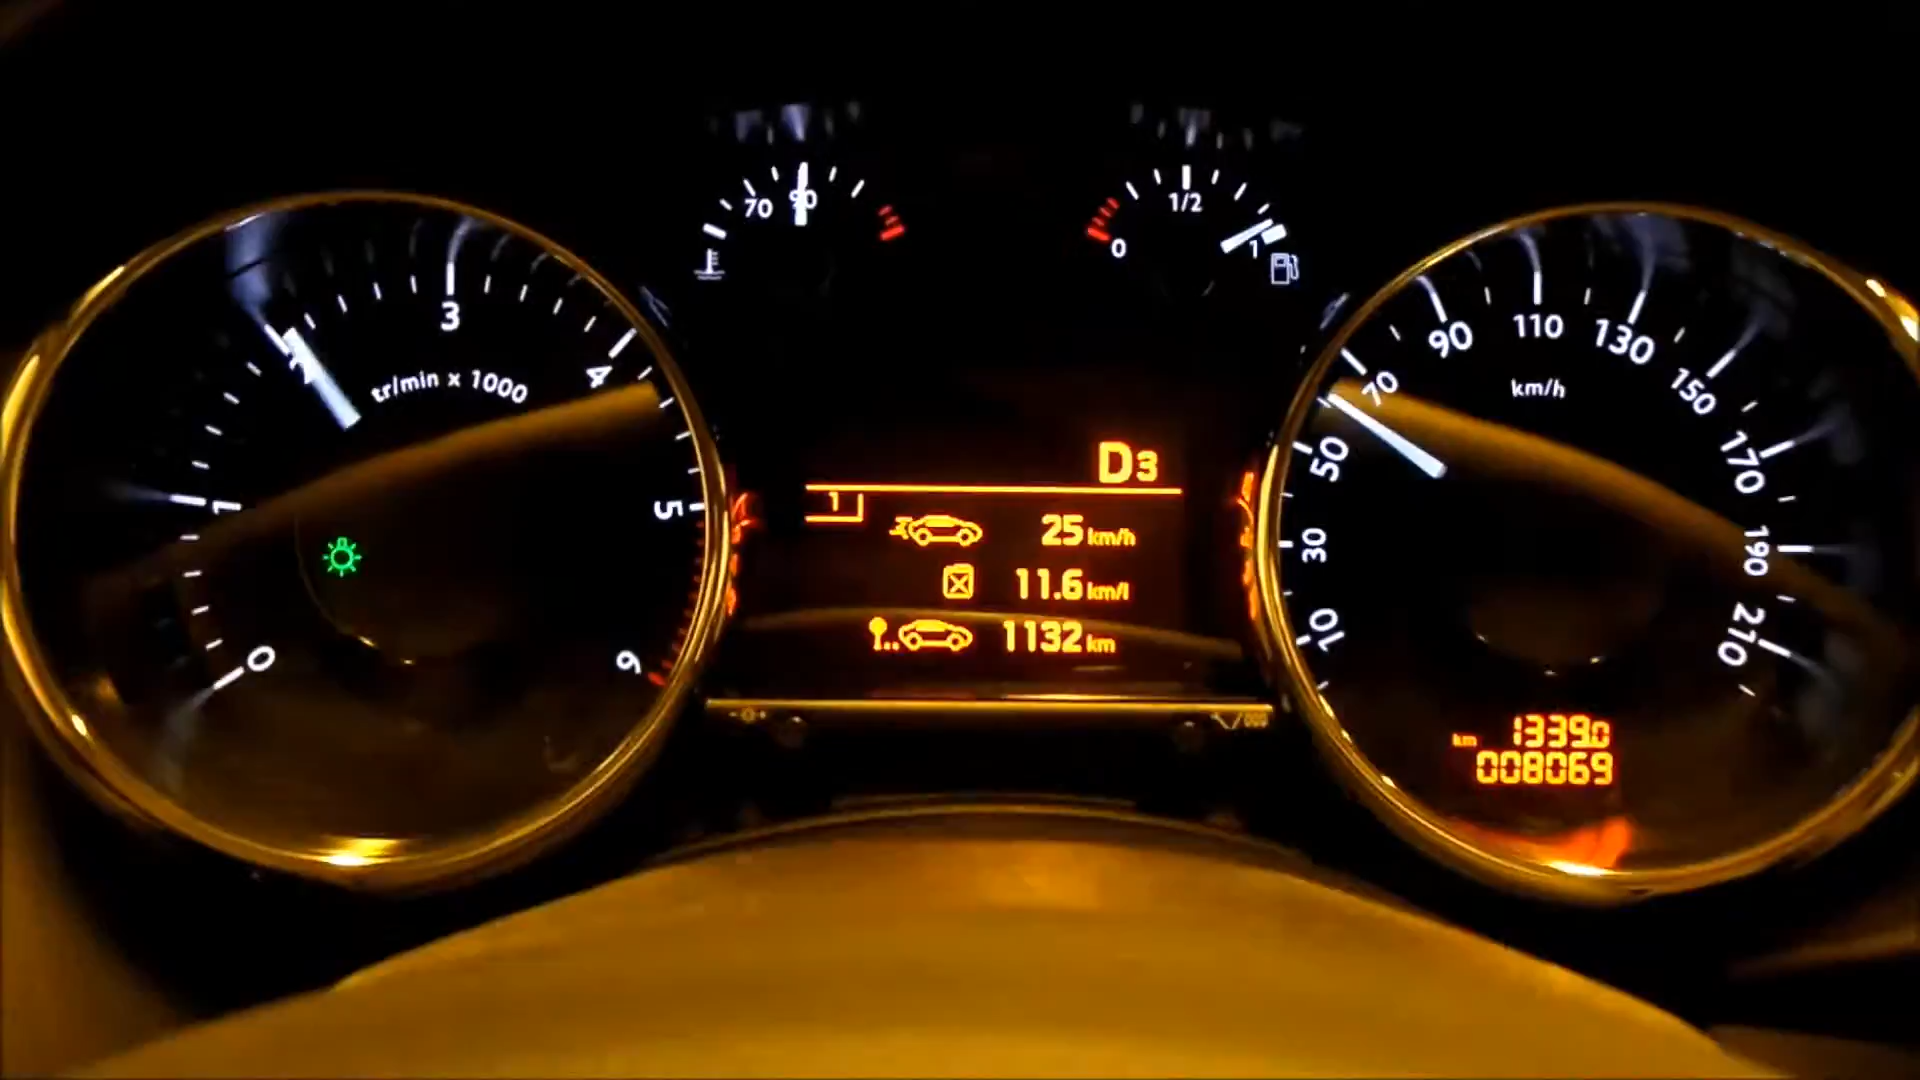 70 90
0 1/2 1
0 1 2 3 4 5 6
tr/min x 1000
D3
1
25 km/h
11.6 km/l
1132 km
10 30 50 70 90 110 130 150 170 190 210
km/h
km 1339.0
008069